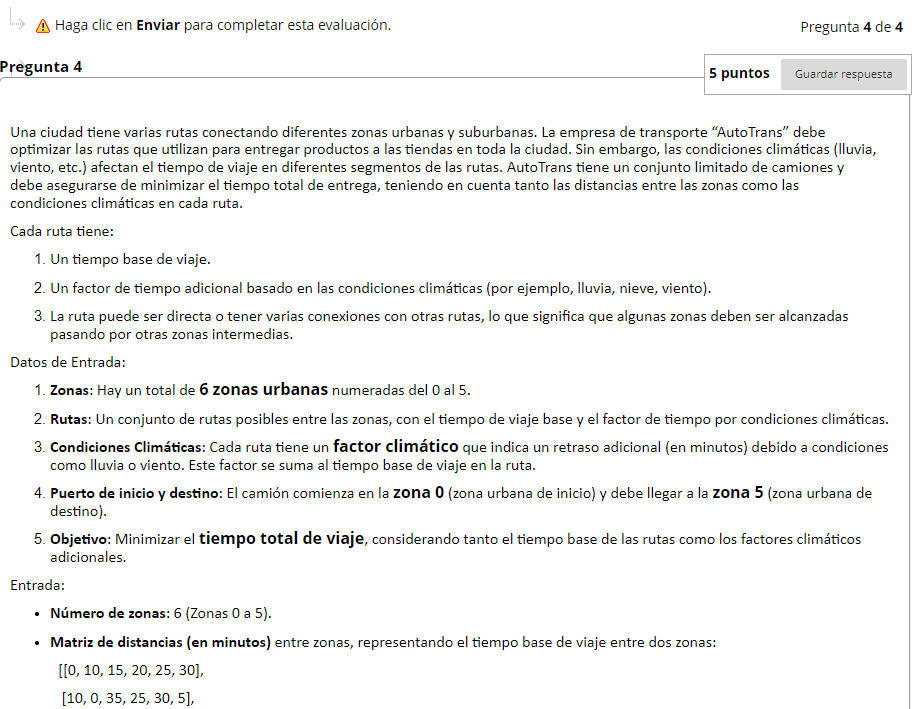 Haga clic en Enviar para completar esta evaluación.
Pregunta 4 de 4
Pregunta 4
5 puntos
Guardar respuesta
Una ciudad tiene varias rutas conectando diferentes zonas urbanas y suburbanas. La empresa de transporte “AutoTrans” debe
optimizar las rutas que utilizan para entregar productos a las tiendas en toda la ciudad. Sin embargo, las condiciones climáticas (lluvia,
viento, etc.) afectan el tiempo de viaje en diferentes segmentos de las rutas. AutoTrans tiene un conjunto limitado de camiones y
debe asegurarse de minimizar el tiempo total de entrega, teniendo en cuenta tanto las distancias entre las zonas como las
condiciones climáticas en cada ruta.
Cada ruta tiene:
1. Un tiempo base de viaje.
2. Un factor de tiempo adicional basado en las condiciones climáticas (por ejemplo, lluvia, nieve, viento).
3. La ruta puede ser directa o tener varias conexiones con otras rutas, lo que significa que algunas zonas deben ser alcanzadas
pasando por otras zonas intermedias.
Datos de Entrada:
1. Zonas: Hay un total de 6 zonas urbanas numeradas del 0 al 5.
2. Rutas: Un conjunto de rutas posibles entre las zonas, con el tiempo de viaje base y el factor de tiempo por condiciones climáticas.
3. Condiciones Climáticas: Cada ruta tiene un factor climático que indica un retraso adicional (en minutos) debido a condiciones
como lluvia o viento. Este factor se suma al tiempo base de viaje en la ruta.
4. Puerto de inicio y destino: El camión comienza en la zona 0 (zona urbana de inicio) y debe llegar a la zona 5 (zona urbana de
destino).
5. Objetivo: Minimizar el tiempo total de viaje, considerando tanto el tiempo base de las rutas como los factores climáticos
adicionales.
Entrada:
• Número de zonas: 6 (Zonas 0 a 5).
• Matriz de distancias (en minutos) entre zonas, representando el tiempo base de viaje entre dos zonas:
[[0, 10, 15, 20, 25, 30],
[10, 0, 35, 25, 30, 5],